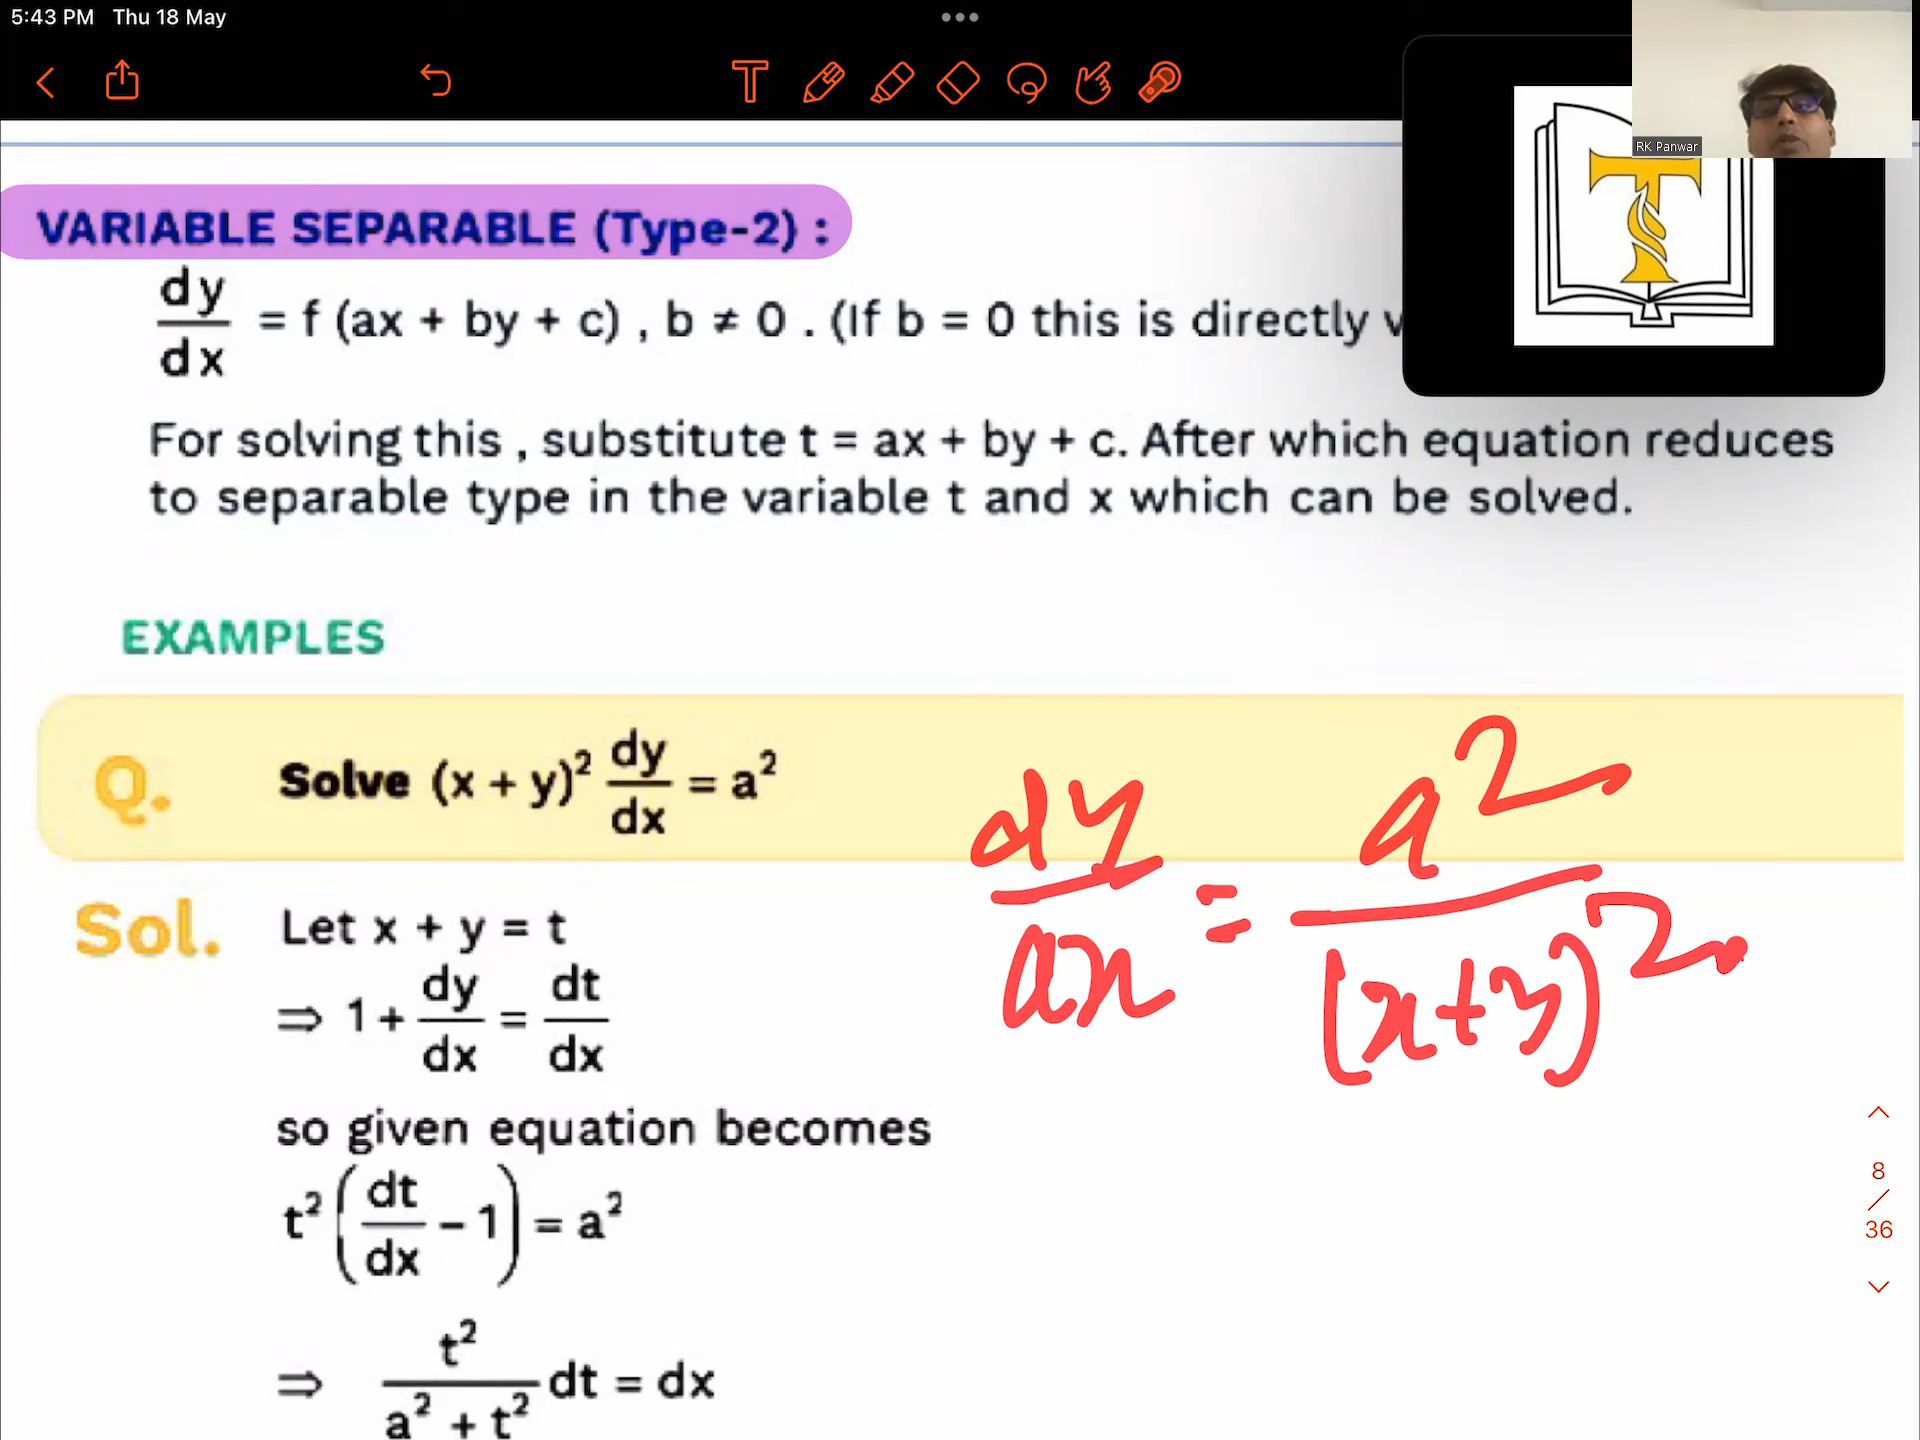 5:43 PM Thu 18 May
RK Panwar
VARIABLE SEPARABLE (Type-2) :
dy/dx = f (ax + by + c) , b ≠ 0 . (If b = 0 this is directly
For solving this , substitute t = ax + by + c. After which equation reduces
to separable type in the variable t and x which can be solved.
EXAMPLES
Q. Solve (x + y)² dy/dx = a²
dy/dx = a²/(x+y)²
Sol. Let x + y = t
⇒ 1 + dy/dx = dt/dx
so given equation becomes
t² (dt/dx − 1) = a²
⇒ t²/(a² + t²) dt = dx
8
/
36